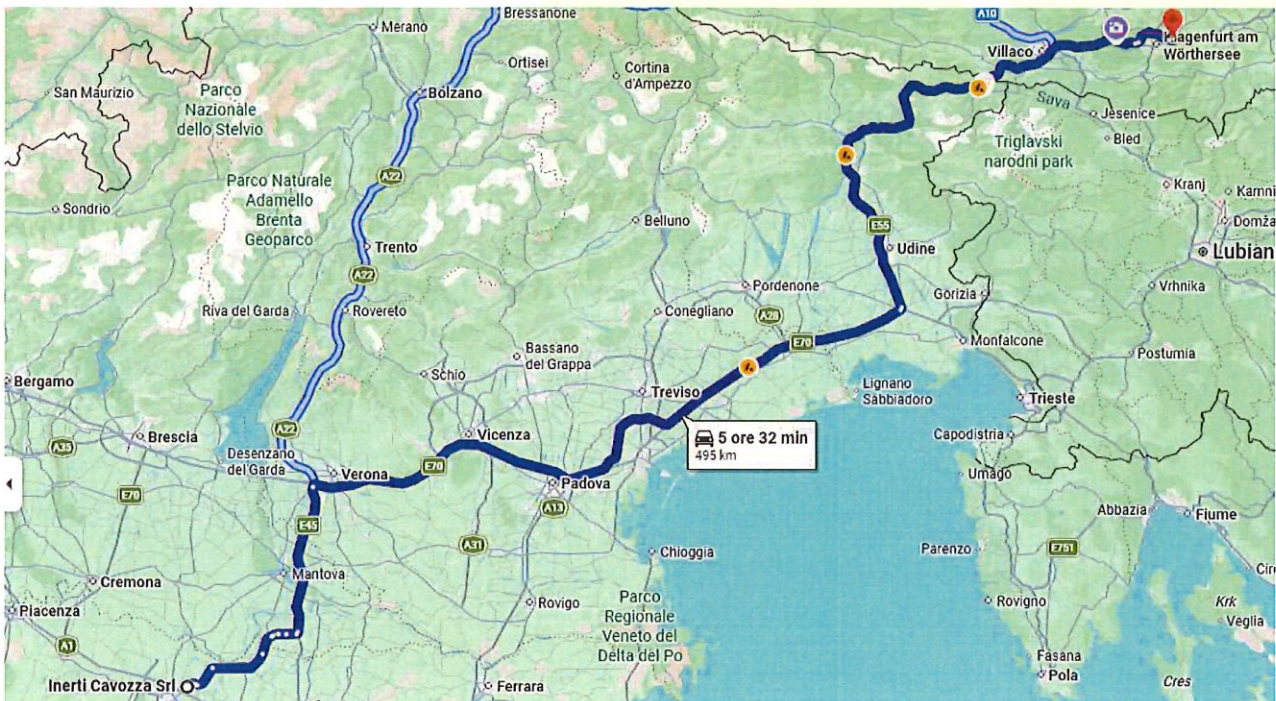 Merano
Bressanone
A10
Klagenfurt am
Wörthersee
Villaco
Ortisei
Cortina
d'Ampezzo
San Maurizio
Parco
Nazionale
dello Stelvio
Bolzano
Sava
Jesenice
Bled
Triglavski
narodni park
A22
Parco Naturale
Adamello
Brenta
Geoparco
Sondrio
Kranj
Kamni
Domža
Belluno
E55
Trento
Udine
Lubian
A22
Pordenone
Gorizia
Vrhnika
Riva del Garda
Rovereto
Conegliano
A28
E70
Monfalcone
Postumia
Bassano
del Grappa
Schio
Bergamo
Treviso
Lignano
Sabbiadoro
Trieste
A22
Brescia
A35
Vicenza
5 ore 32 min
495 km
Capodistria
Desenzano
del Garda
Verona
E70
Padova
Umago
E70
A13
Abbazia
Fiume
E45
A31
Chioggia
Parenzo
E751
Cremona
Mantova
Piacenza
Rovigo
Parco
Regionale
Veneto del
Delta del Po
Rovigno
Krk
Veglia
A1
Fasana
Pola
Cres
Inerti Cavozza Srl
Ferrara